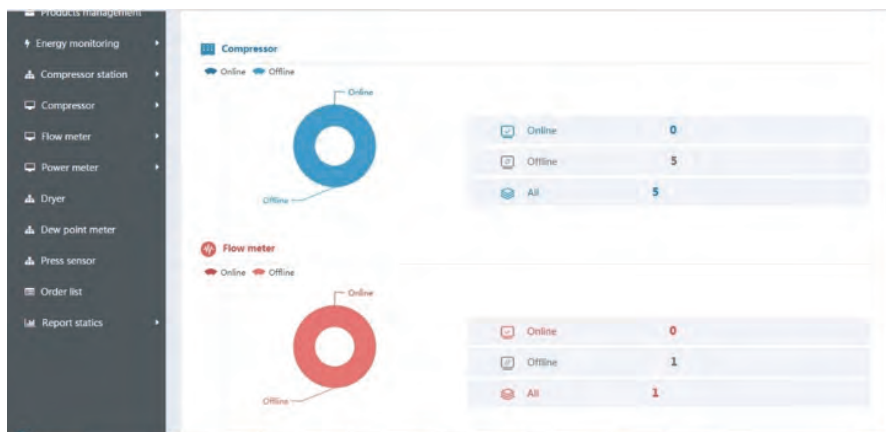 Products management
Energy monitoring
Compressor station
Compressor
Flow meter
Power meter
Dryer
Dew point meter
Press sensor
Order list
Report statics
Compressor
Online Offline
Online
Offline
Online 0
Offline 5
All 5
Flow meter
Online Offline
Online
Offline
Online 0
Offline 1
All 1